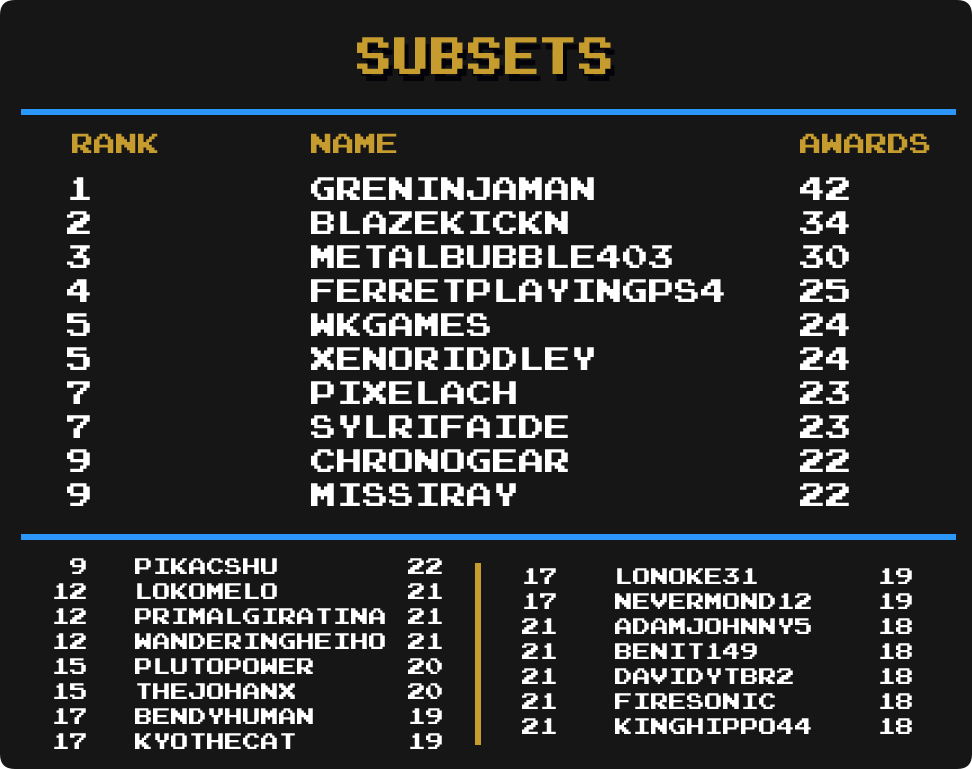 SUBSETS
RANK NAME AWARDS
1 GRENINJAMAN 42
2 BLAZEKICKN 34
3 METALBUBBLE403 30
4 FERRETPLAYINGPS4 25
5 WKGAMES 24
5 XENORIDDLEY 24
7 PIXELACH 23
7 SYLRIFAIDE 23
9 CHRONOGEAR 22
9 MISSIRAY 22
9 PIKACSHU 22
12 LOKOMELO 21
12 PRIMALGIRATINA 21
12 WANDERINGHEIHO 21
15 PLUTOPOWER 20
15 THEJOHANX 20
17 BENDYHUMAN 19
17 KYOTHECAT 19
17 LONOKE31 19
17 NEVERMOND12 19
21 ADAMJOHNNY5 18
21 BENIT149 18
21 DAVIDYTBR2 18
21 FIRESONIC 18
21 KINGHIPPO44 18